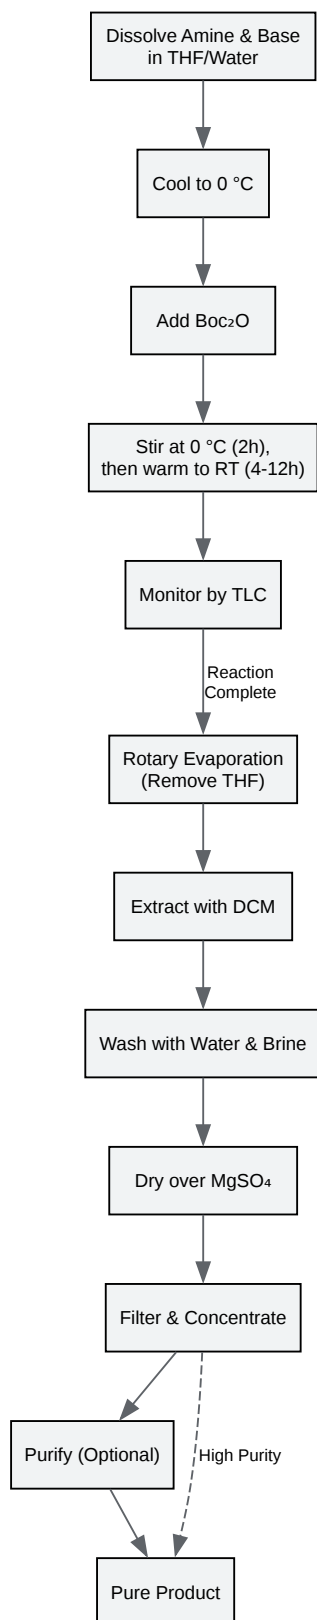 Dissolve Amine & Base
in THF/Water
Cool to 0 °C
Add Boc₂O
Stir at 0 °C (2h),
then warm to RT (4-12h)
Monitor by TLC
Reaction
Complete
Rotary Evaporation
(Remove THF)
Extract with DCM
Wash with Water & Brine
Dry over MgSO₄
Filter & Concentrate
Purify (Optional)
High Purity
Pure Product